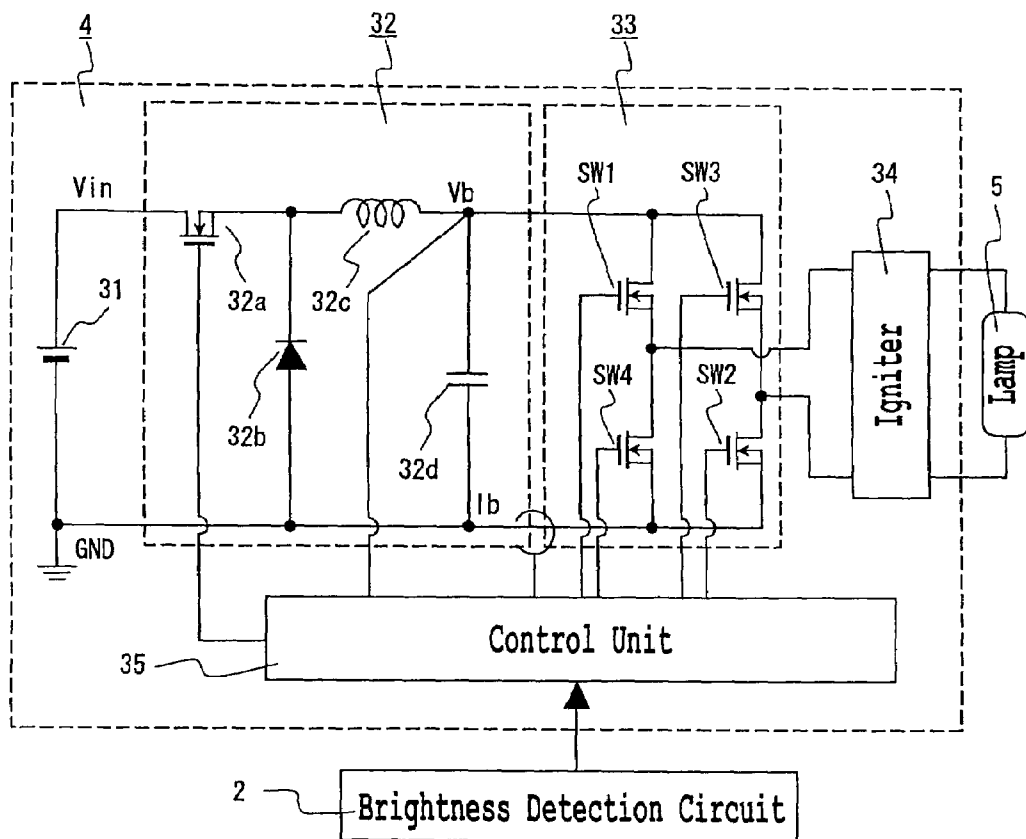 4
32
33
Vin
Vb
SW1
SW3
34
5
31
32a
32c
Igniter
Lamp
SW4
SW2
32b
32d
Ib
GND
Control Unit
35
2
Brightness Detection Circuit